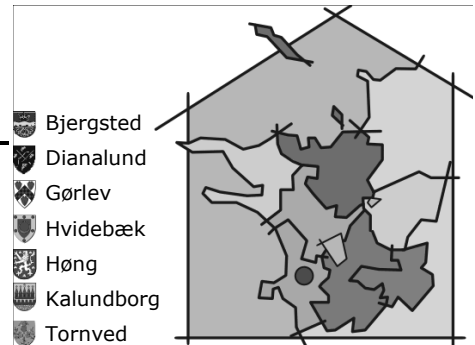 Bjergsted
Dianalund
Gørlev
Hvidebæk
Høng
Kalundborg
Tornved